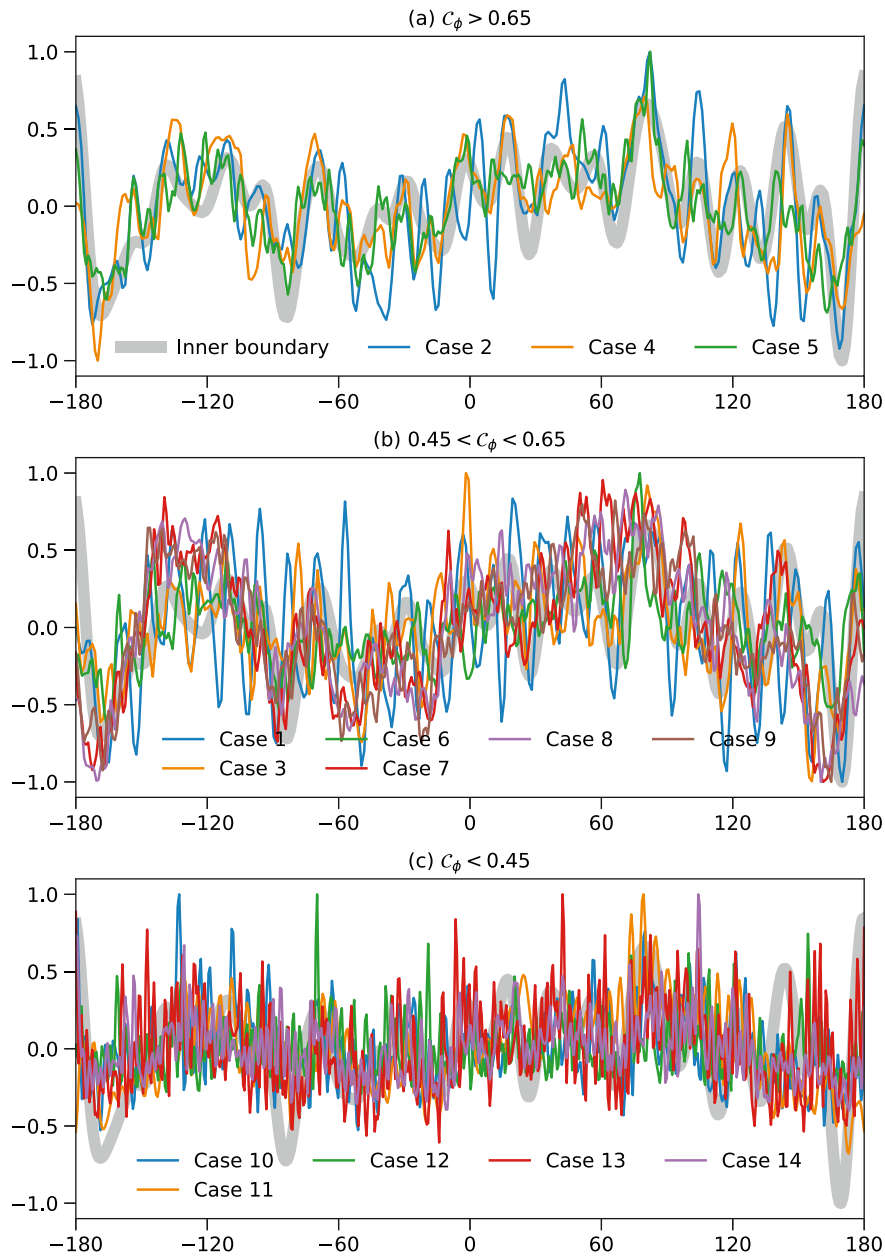 (a) 𝒞ϕ > 0.65
1.0
0.5
0.0
−0.5
−1.0
Inner boundary Case 2 Case 4 Case 5
−180 −120 −60 0 60 120 180
(b) 0.45 < 𝒞ϕ < 0.65
1.0
0.5
0.0
−0.5
−1.0
Case 1 Case 6 Case 8 Case 9
Case 3 Case 7
−180 −120 −60 0 60 120 180
(c) 𝒞ϕ < 0.45
1.0
0.5
0.0
−0.5
−1.0
Case 10 Case 12 Case 13 Case 14
Case 11
−180 −120 −60 0 60 120 180